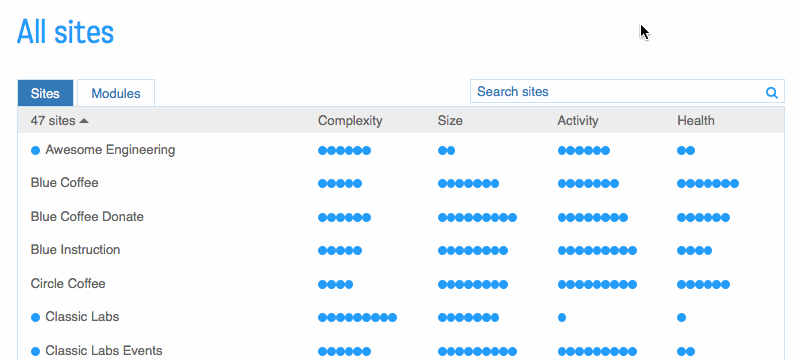 All sites
Sites Modules Search sites
47 sites Complexity Size Activity Health
Awesome Engineering
Blue Coffee
Blue Coffee Donate
Blue Instruction
Circle Coffee
Classic Labs
Classic Labs Events